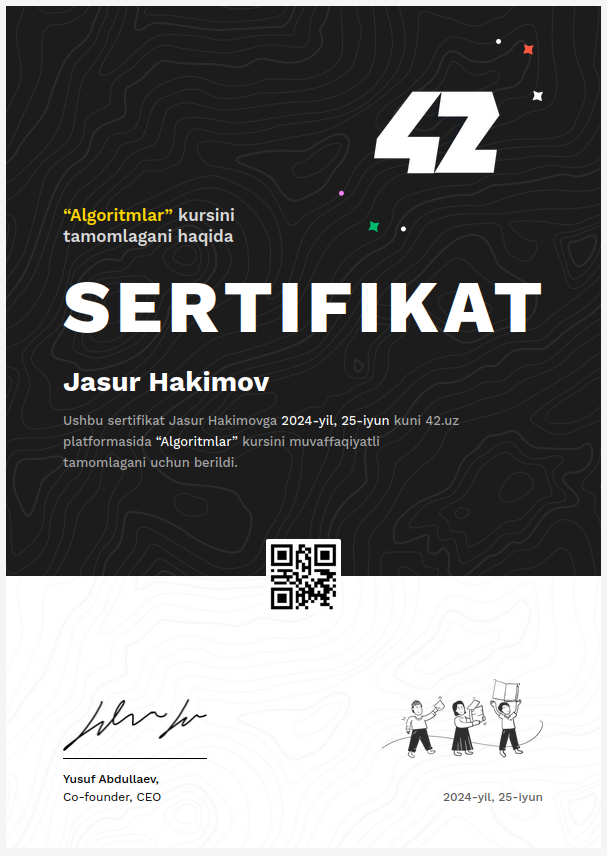 42
“Algoritmlar” kursini
tamomlagani haqida
SERTIFIKAT
Jasur Hakimov
Ushbu sertifikat Jasur Hakimovga 2024-yil, 25-iyun kuni 42.uz
platformasida “Algoritmlar” kursini muvaffaqiyatli
tamomlagani uchun berildi.
Yusuf Abdullaev,
Co-founder, CEO
2024-yil, 25-iyun